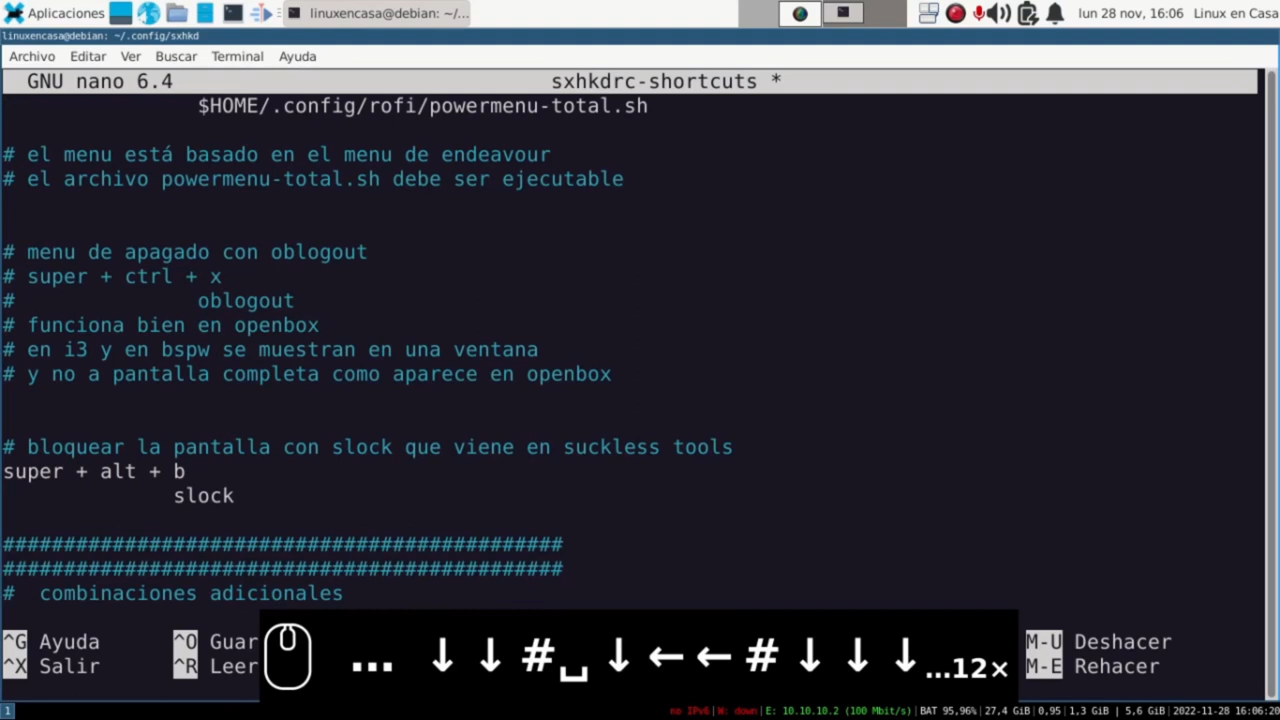 Aplicaciones linuxencasa@debian: ~/... lun 28 nov, 16:06 Linux en Casa
linuxencasa@debian: ~/.config/sxhkd
Archivo Editar Ver Buscar Terminal Ayuda
GNU nano 6.4 sxhkdrc-shortcuts *
$HOME/.config/rofi/powermenu-total.sh
# el menu está basado en el menu de endeavour
# el archivo powermenu-total.sh debe ser ejecutable
# menu de apagado con oblogout
# super + ctrl + x
# oblogout
# funciona bien en openbox
# en i3 y en bspw se muestran en una ventana
# y no a pantalla completa como aparece en openbox
# bloquear la pantalla con slock que viene en suckless tools
super + alt + b
slock
##############################################
##############################################
# combinaciones adicionales
^G Ayuda ^O Guar M-U Deshacer
^X Salir ^R Leer M-E Rehacer
... ↓ ↓ #␣ ↓ ← ← # ↓ ↓ ↓ ...12×
1 no IPv6|W: down|E: 10.10.10.2 (100 Mbit/s)|BAT 95,96%|27,4 GiB|0,95|1,3 GiB | 5,6 GiB|2022-11-28 16:06:20